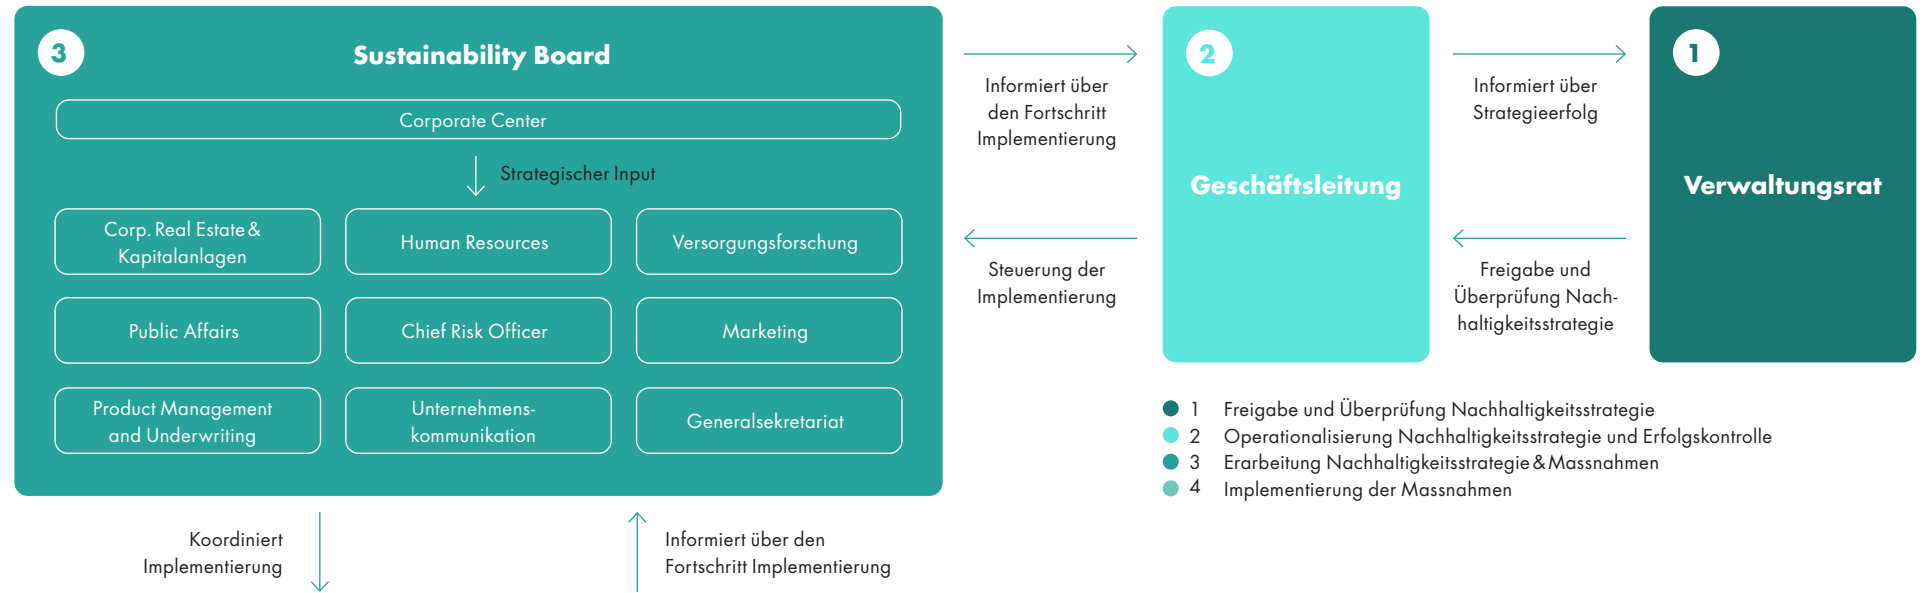 3
Sustainability Board
Corporate Center
Strategischer Input
Corp. Real Estate &
Kapitalanlagen
Human Resources
Versorgungsforschung
Public Affairs
Chief Risk Officer
Marketing
Product Management
and Underwriting
Unternehmens-
kommunikation
Generalsekretariat
Informiert über
den Fortschritt
Implementierung
Steuerung der
Implementierung
2
Geschäftsleitung
Informiert über
Strategieerfolg
Freigabe und
Überprüfung Nach-
haltigkeitsstrategie
1
Verwaltungsrat
1 Freigabe und Überprüfung Nachhaltigkeitsstrategie
2 Operationalisierung Nachhaltigkeitsstrategie und Erfolgskontrolle
3 Erarbeitung Nachhaltigkeitsstrategie & Massnahmen
4 Implementierung der Massnahmen
Koordiniert
Implementierung
Informiert über den
Fortschritt Implementierung